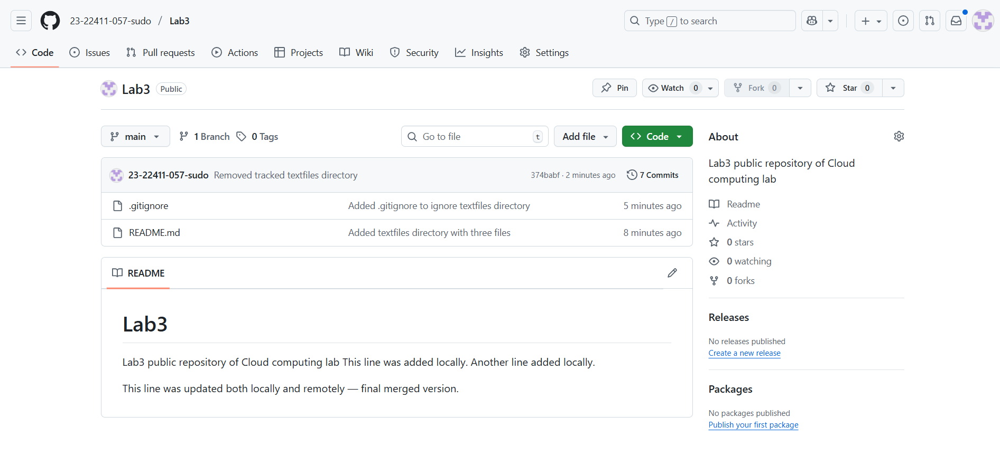 23-22411-057-sudo / Lab3
Type / to search
Code Issues Pull requests Actions Projects Wiki Security Insights Settings
Lab3 Public
Pin Watch 0 Fork 0 Star 0
main 1 Branch 0 Tags
Go to file t Add file Code
23-22411-057-sudo Removed tracked textfiles directory 374babf · 2 minutes ago 7 Commits
.gitignore Added .gitignore to ignore textfiles directory 5 minutes ago
README.md Added textfiles directory with three files 8 minutes ago
README
Lab3
Lab3 public repository of Cloud computing lab This line was added locally. Another line added locally.
This line was updated both locally and remotely — final merged version.
About
Lab3 public repository of Cloud
computing lab
Readme
Activity
0 stars
0 watching
0 forks
Releases
No releases published
Create a new release
Packages
No packages published
Publish your first package